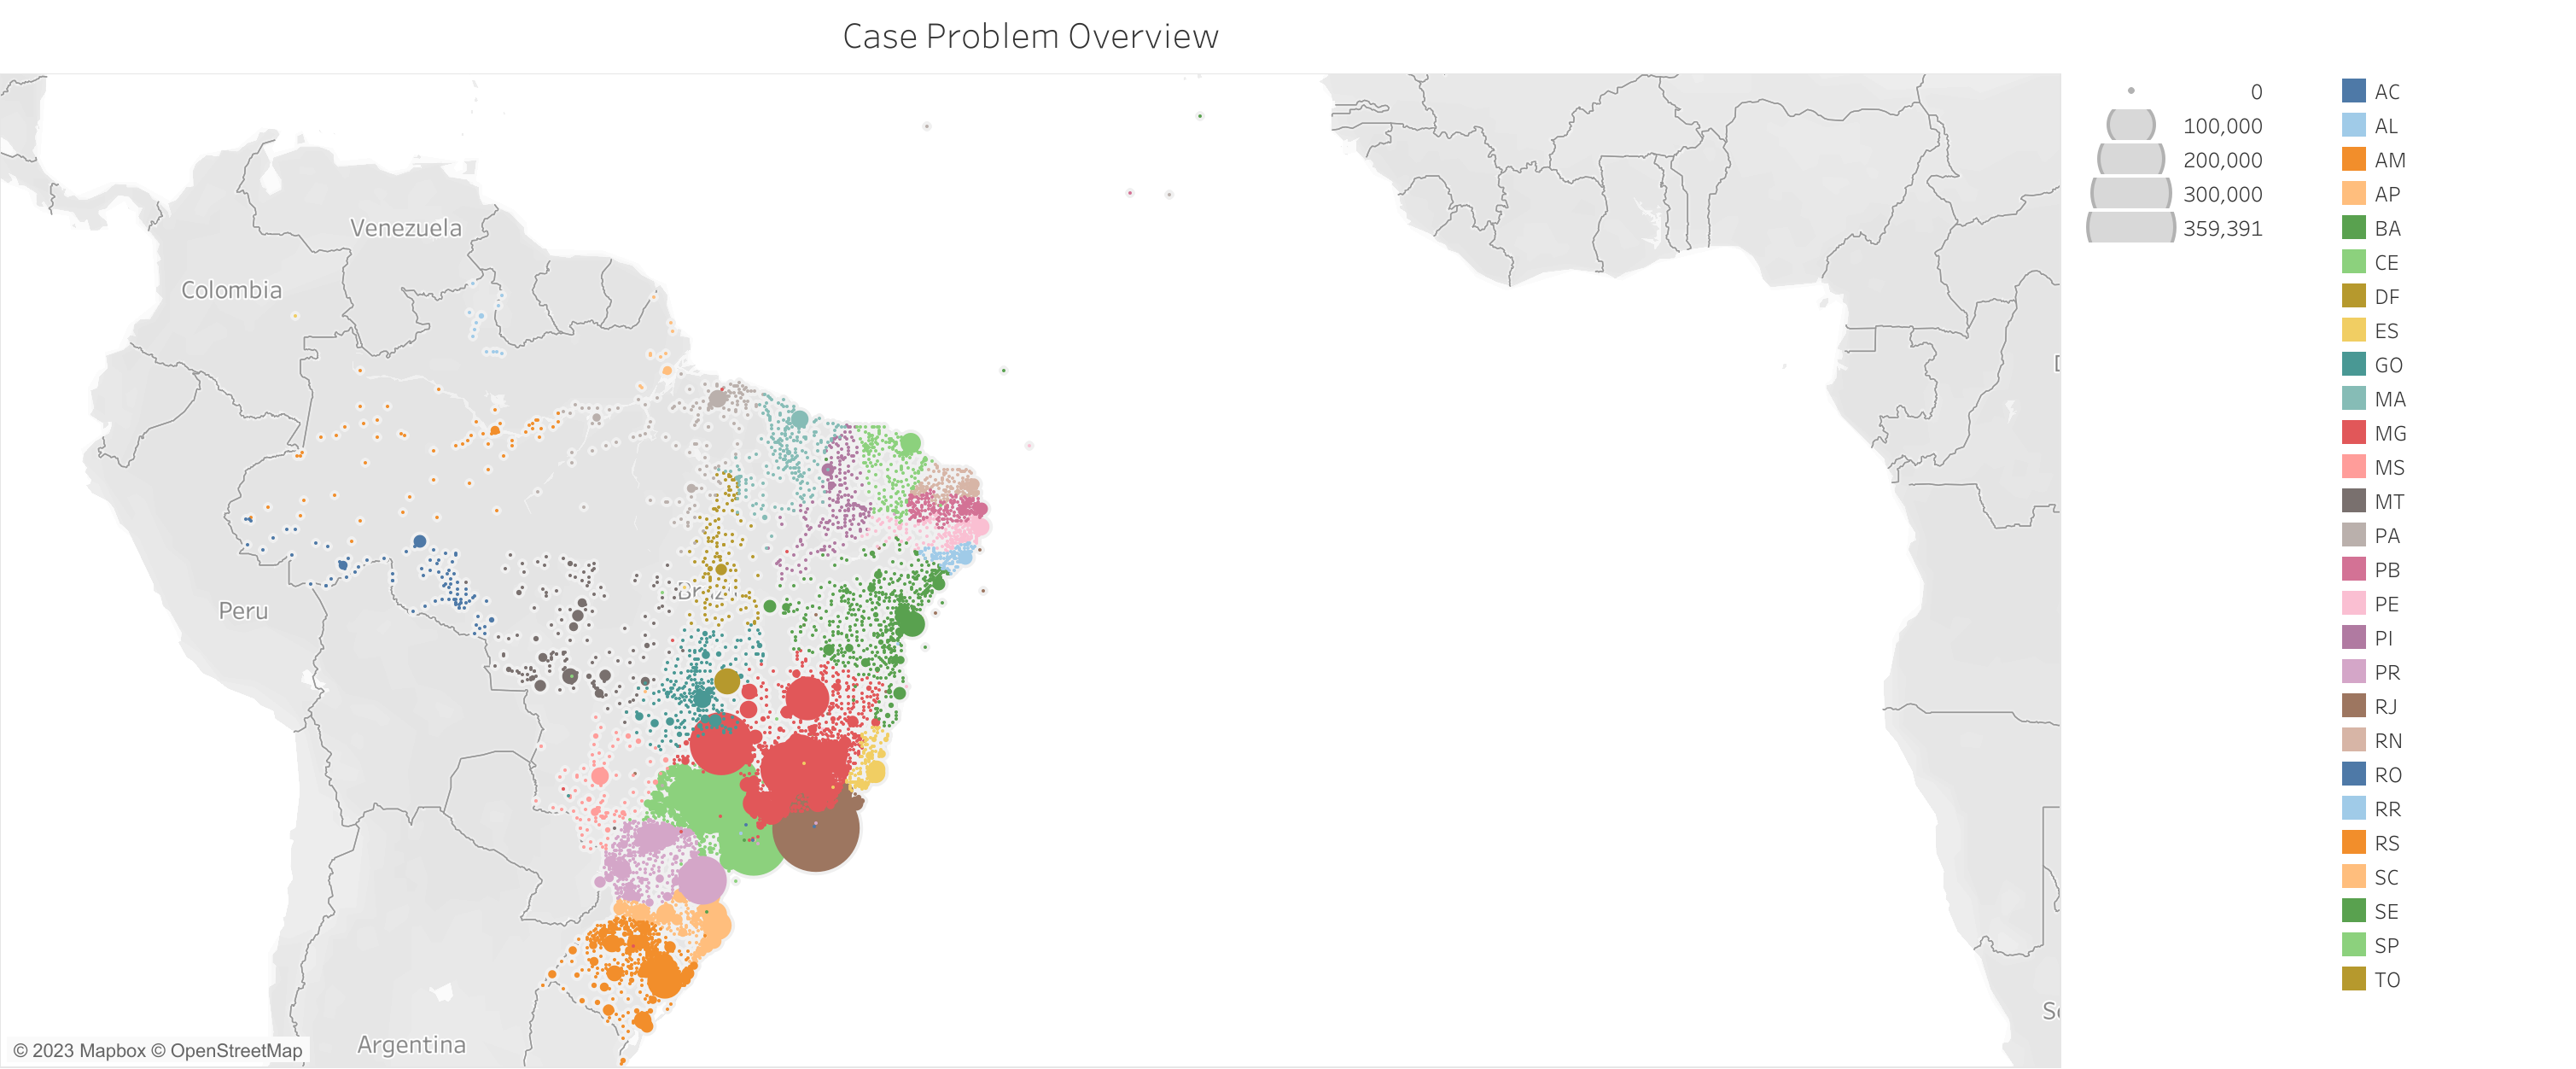 Case Problem Overview
Venezuela
Colombia
Peru
Argentina
© 2023 Mapbox © OpenStreetMap
0
100,000
200,000
300,000
359,391
AC
AL
AM
AP
BA
CE
DF
ES
GO
MA
MG
MS
MT
PA
PB
PE
PI
PR
RJ
RN
RO
RR
RS
SC
SE
SP
TO